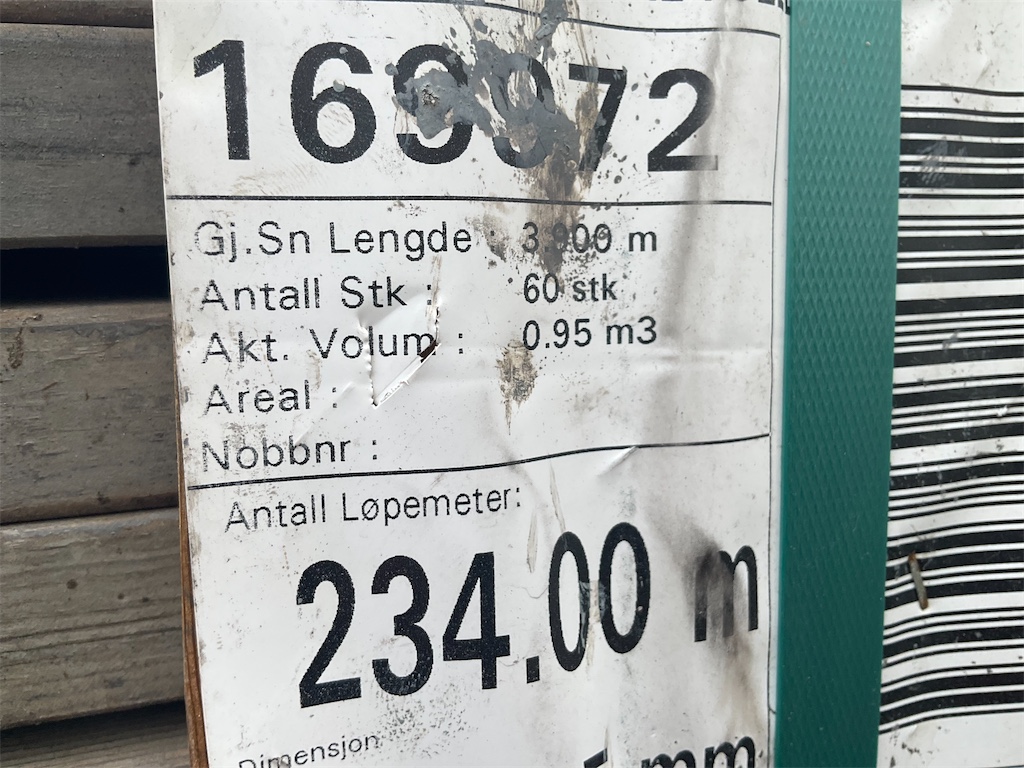 Gj.Sn Lengde : 3.900 m
Antall Stk : 60 stk
Akt. Volum : 0.95 m3
Areal :
Nobbnr :
Antall Løpemeter:
234.00 m
Dimensjon
mm